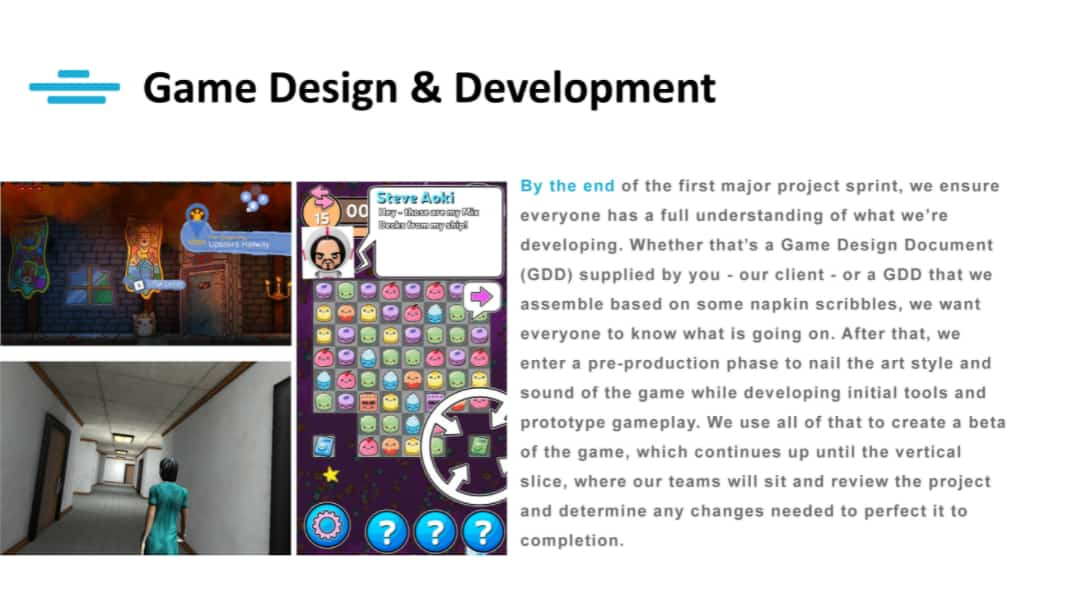 Game Design & Development
Upstairs Hallway
15
00
Steve Aoki
Hey - those are my Mix
Decks from my ship!
? ? ?
By the end of the first major project sprint, we ensure
everyone has a full understanding of what we're
developing. Whether that's a Game Design Document
(GDD) supplied by you - our client - or a GDD that we
assemble based on some napkin scribbles, we want
everyone to know what is going on. After that, we
enter a pre-production phase to nail the art style and
sound of the game while developing initial tools and
prototype gameplay. We use all of that to create a beta
of the game, which continues up until the vertical
slice, where our teams will sit and review the project
and determine any changes needed to perfect it to
completion.